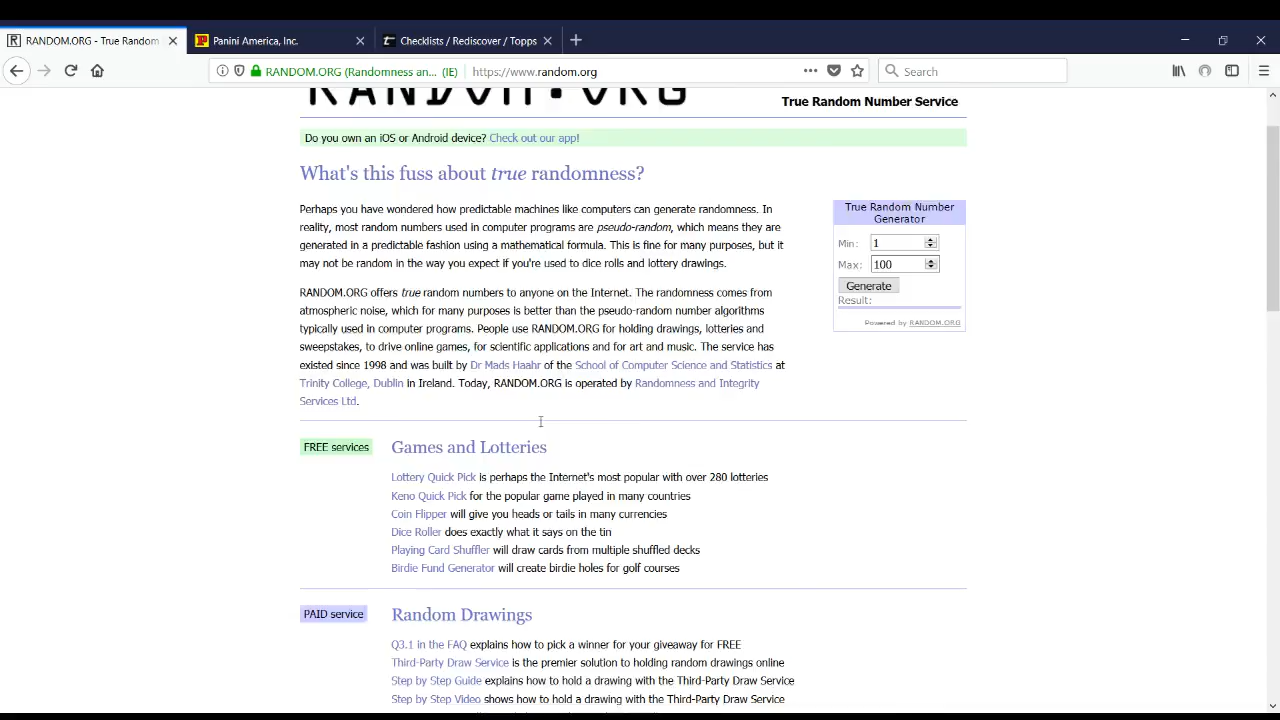 RANDOM.ORG - True Random
Panini America, Inc.
Checklists / Rediscover / Topps
RANDOM.ORG (Randomness an... (IE)
https://www.random.org
Search
RANDOM.ORG
True Random Number Service
Do you own an iOS or Android device? Check out our app!
What's this fuss about true randomness?
Perhaps you have wondered how predictable machines like computers can generate randomness. In
reality, most random numbers used in computer programs are pseudo-random, which means they are
generated in a predictable fashion using a mathematical formula. This is fine for many purposes, but it
may not be random in the way you expect if you're used to dice rolls and lottery drawings.
RANDOM.ORG offers true random numbers to anyone on the Internet. The randomness comes from
atmospheric noise, which for many purposes is better than the pseudo-random number algorithms
typically used in computer programs. People use RANDOM.ORG for holding drawings, lotteries and
sweepstakes, to drive online games, for scientific applications and for art and music. The service has
existed since 1998 and was built by Dr Mads Haahr of the School of Computer Science and Statistics at
Trinity College, Dublin in Ireland. Today, RANDOM.ORG is operated by Randomness and Integrity
Services Ltd.
True Random Number
Generator
Min: 1
Max: 100
Generate
Result:
Powered by RANDOM.ORG
FREE services
Games and Lotteries
Lottery Quick Pick is perhaps the Internet's most popular with over 280 lotteries
Keno Quick Pick for the popular game played in many countries
Coin Flipper will give you heads or tails in many currencies
Dice Roller does exactly what it says on the tin
Playing Card Shuffler will draw cards from multiple shuffled decks
Birdie Fund Generator will create birdie holes for golf courses
PAID service
Random Drawings
Q3.1 in the FAQ explains how to pick a winner for your giveaway for FREE
Third-Party Draw Service is the premier solution to holding random drawings online
Step by Step Guide explains how to hold a drawing with the Third-Party Draw Service
Step by Step Video shows how to hold a drawing with the Third-Party Draw Service